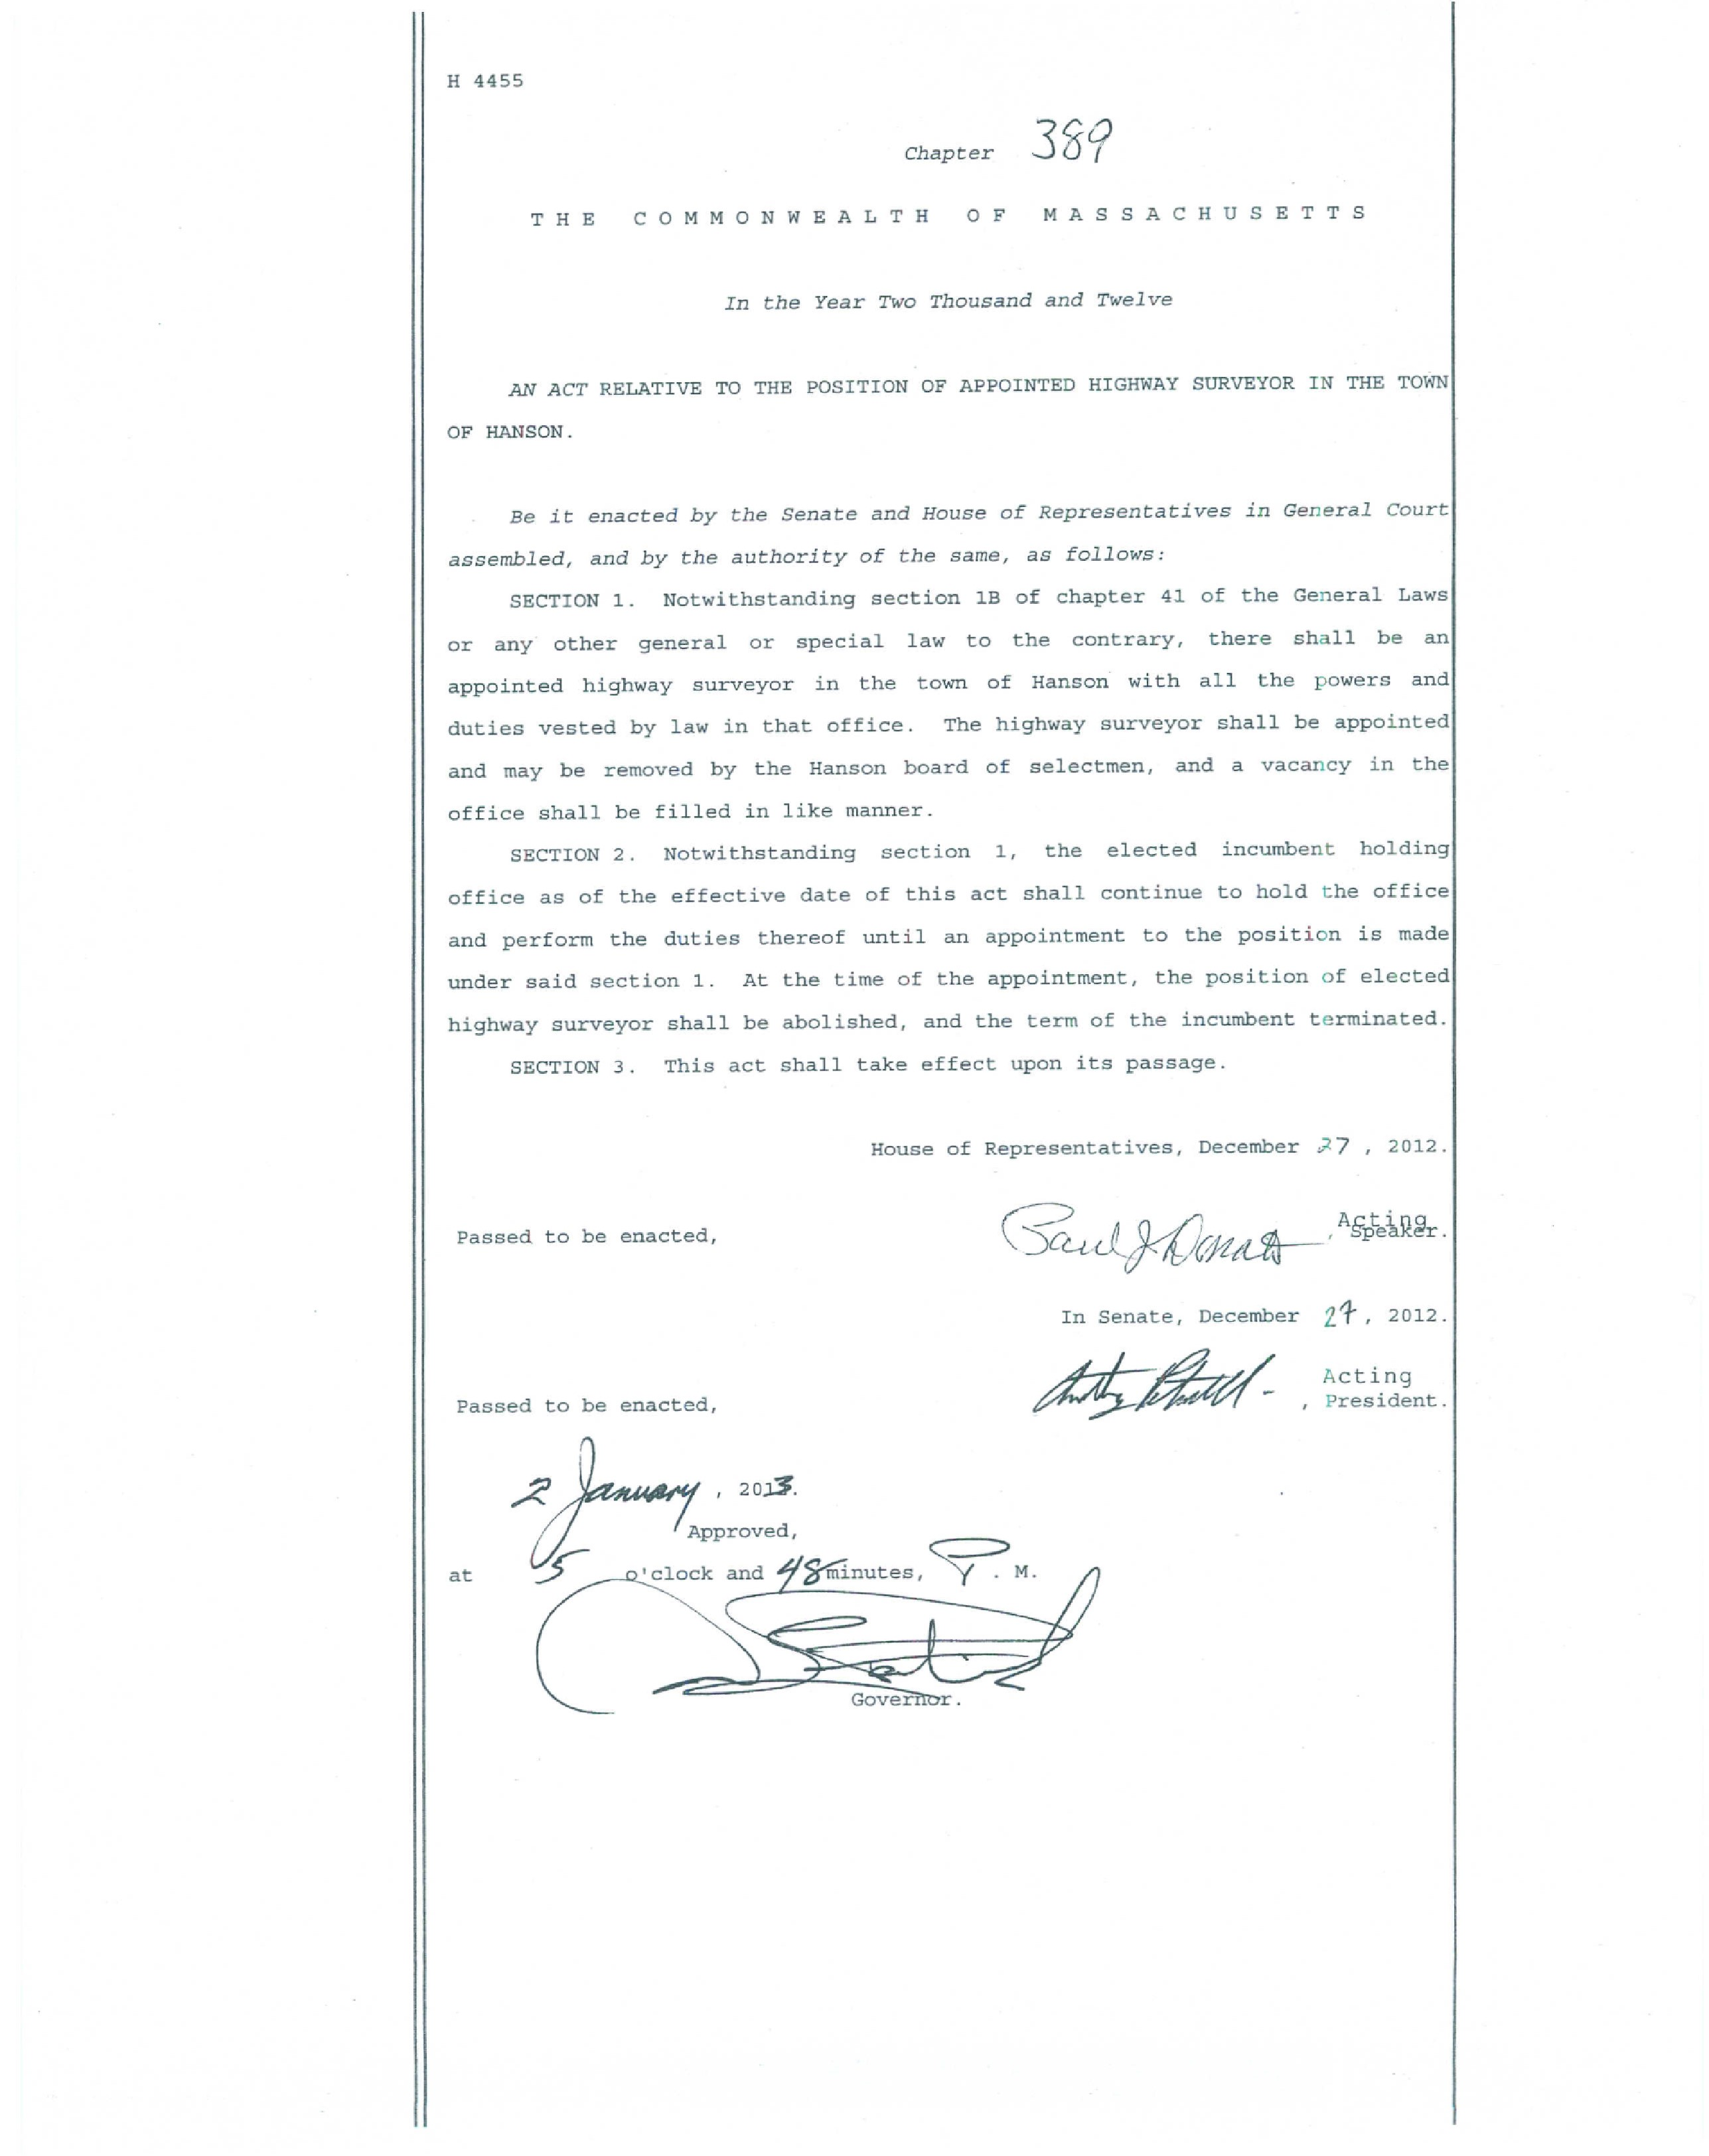 H 4455
Chapter 389
THE COMMONWEALTH OF MASSACHUSETTS
In the Year Two Thousand and Twelve
AN ACT RELATIVE TO THE POSITION OF APPOINTED HIGHWAY SURVEYOR IN THE TOWN
OF HANSON.
Be it enacted by the Senate and House of Representatives in General Court
assembled, and by the authority of the same, as follows:
SECTION 1. Notwithstanding section 1B of chapter 41 of the General Laws
or any other general or special law to the contrary, there shall be an
appointed highway surveyor in the town of Hanson with all the powers and
duties vested by law in that office. The highway surveyor shall be appointed
and may be removed by the Hanson board of selectmen, and a vacancy in the
office shall be filled in like manner.
SECTION 2. Notwithstanding section 1, the elected incumbent holding
office as of the effective date of this act shall continue to hold the office
and perform the duties thereof until an appointment to the position is made
under said section 1. At the time of the appointment, the position of elected
highway surveyor shall be abolished, and the term of the incumbent terminated.
SECTION 3. This act shall take effect upon its passage.
House of Representatives, December 27, 2012.
Passed to be enacted, Paul J Donato, Acting
Speaker.
In Senate, December 27, 2012.
Acting
Passed to be enacted, , President.
2 January, 2013.
Approved,
at 5 o'clock and 48 minutes, P. M.
Governor.